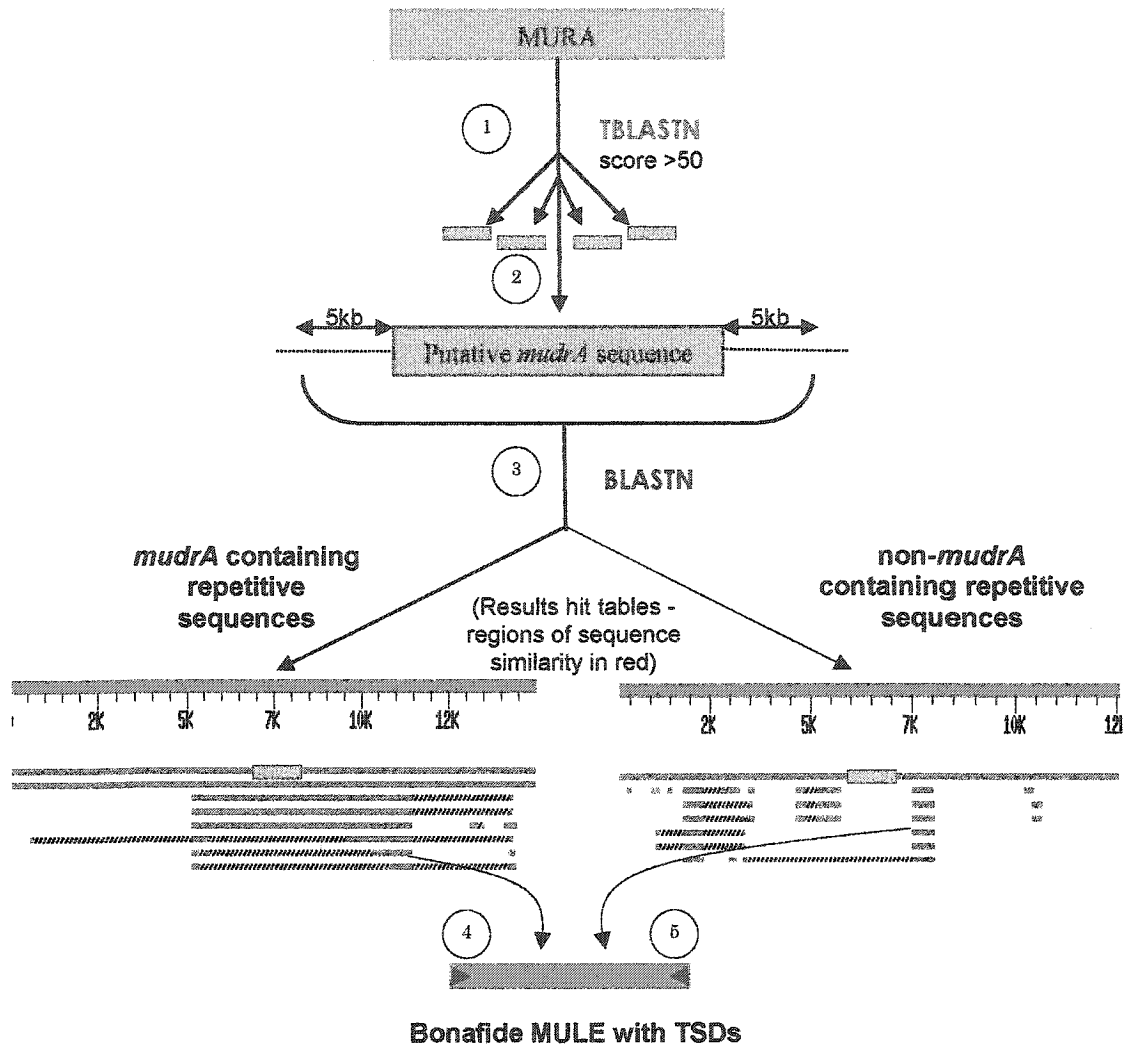 MURA
1
TBLASTN
score >50
2
5kb
5kb
Putative mudrA sequence
3
BLASTN
mudrA containing
repetitive
sequences
(Results hit tables -
regions of sequence
similarity in red)
non-mudrA
containing repetitive
sequences
2K 5K 7K 10K 12K
2K 5K 7K 10K 12
4
5
Bonafide MULE with TSDs